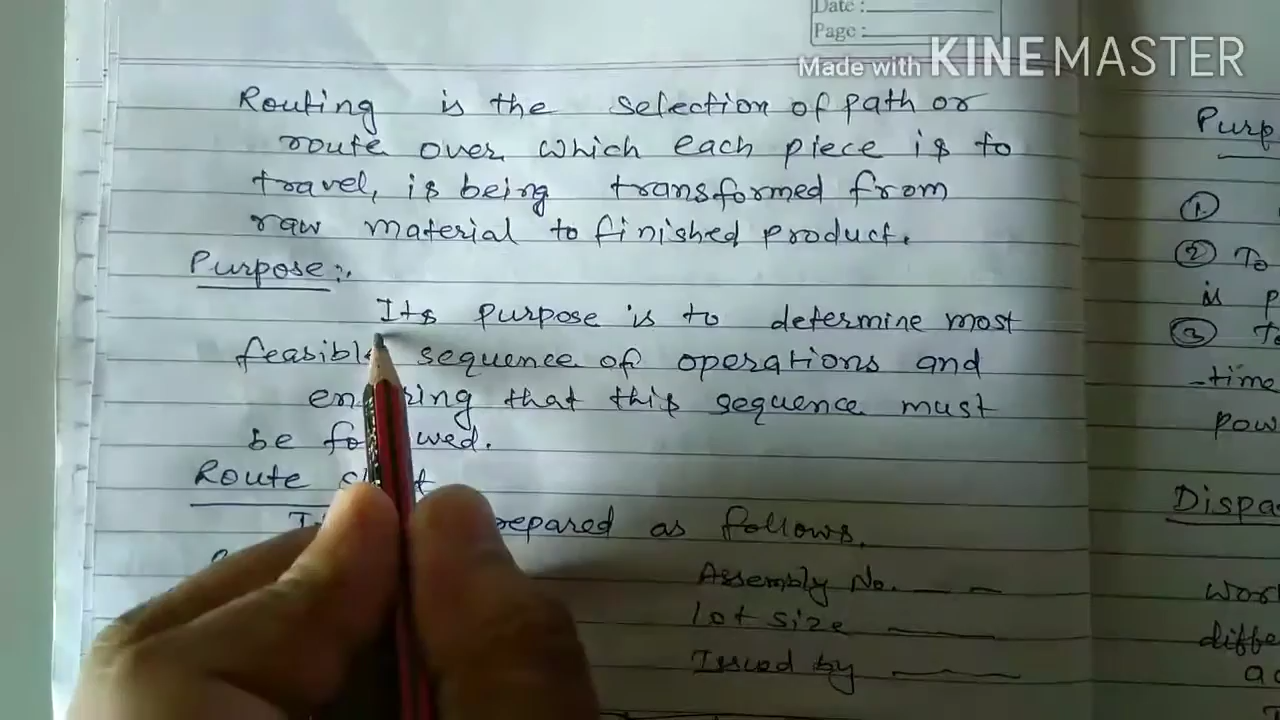 Date :
Page :
Made with KINEMASTER
Routing is the selection of path or
route over which each piece is to
travel, is being transformed from
raw material to finished product.
Purpose :.
Its purpose is to determine most
feasible sequence of operations and
that this sequence must
be
Route
prepared as follows.
Assembly No.
lot size
Issued by
Purp
①
② To
is p
③ To
-time
pow
Dispa
wor
diffe